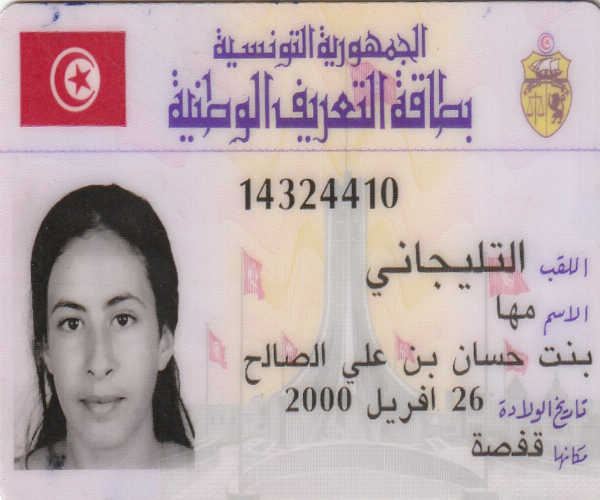 الجمهورية التونسية
بطاقة التعريف الوطنية
14324410
اللقب التليجاني
الاسم مها
بنت حسان بن علي الصالح
تاريخ الولادة 26 أفريل 2000
مكانها قفصة